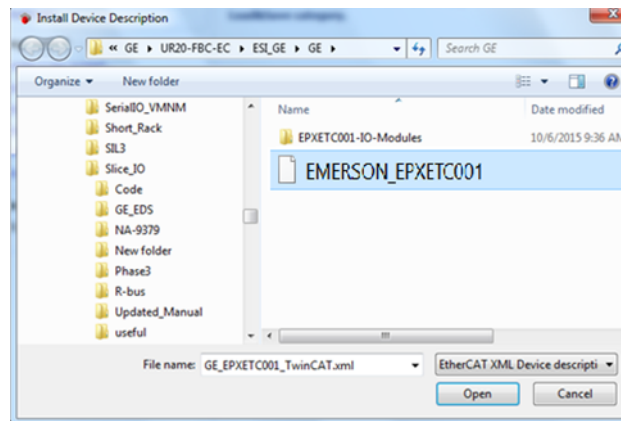 Install Device Description
« GE ▸ UR20-FBC-EC ▸ ESI_GE ▸ GE ▸
Search GE
Organize ▾ New folder
SerialIO_VMNM
Short_Rack
SIL3
Slice_IO
Code
GE_EDS
NA-9379
New folder
Phase3
R-bus
Updated_Manual
useful
Name Date modified
EPXETC001-IO-Modules 10/6/2015 9:36 AM
EMERSON_EPXETC001
File name: GE_EPXETC001_TwinCAT.xml EtherCAT XML Device descripti
Open Cancel